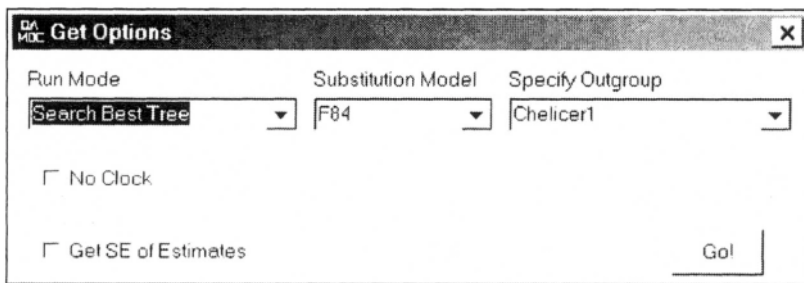 Get Options
Run Mode Substitution Model Specify Outgroup
Search Best Tree F84 Chelicer1
No Clock
Get SE of Estimates Go!